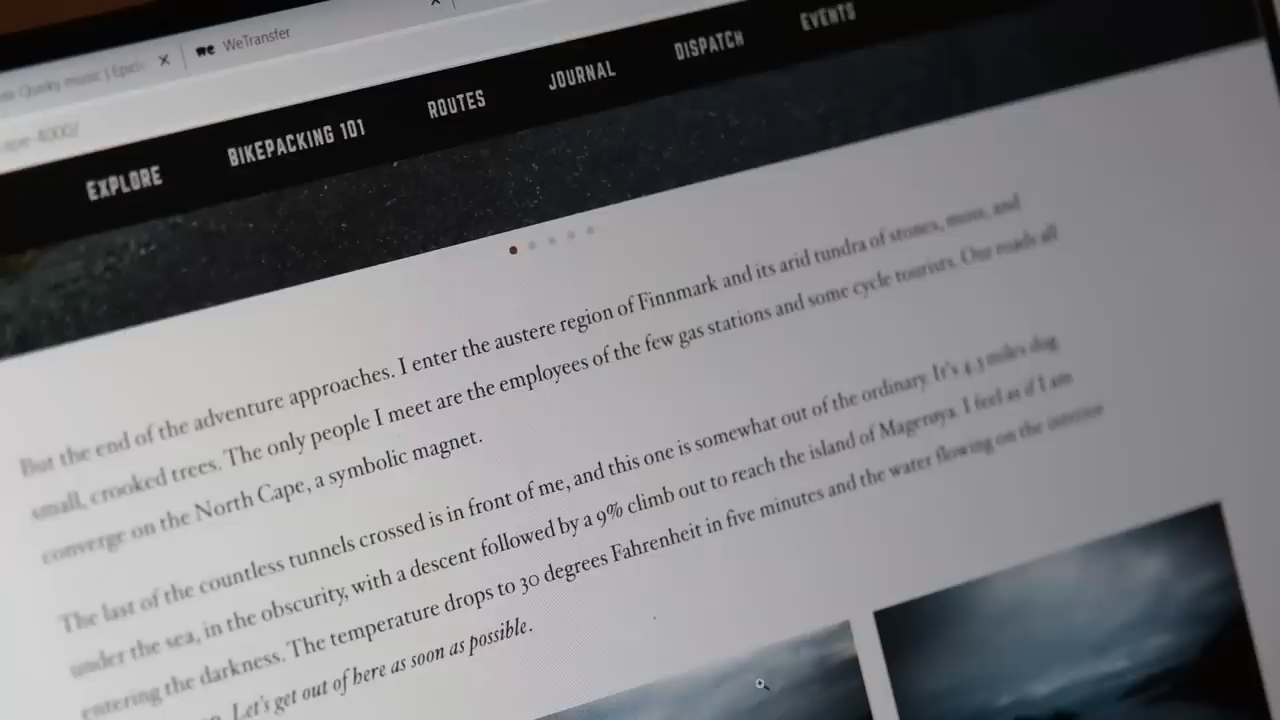 Quirky music | Epic
WeTransfer
ape-4000/
EXPLORE
BIKEPACKING 101
ROUTES
JOURNAL
DISPATCH
EVENTS
But the end of the adventure approaches. I enter the austere region of Finnmark and its arid tundra of stones, moss, and
small, crooked trees. The only people I meet are the employees of the few gas stations and some cycle tourists. Our roads all
converge on the North Cape, a symbolic magnet.
The last of the countless tunnels crossed is in front of me, and this one is somewhat out of the ordinary. It's 4.3 miles dug
under the sea, in the obscurity, with a descent followed by a 9% climb out to reach the island of Magerøya. I feel as if I am
entering the darkness. The temperature drops to 30 degrees Fahrenheit in five minutes and the water flowing on the
Let's get out of here as soon as possible.